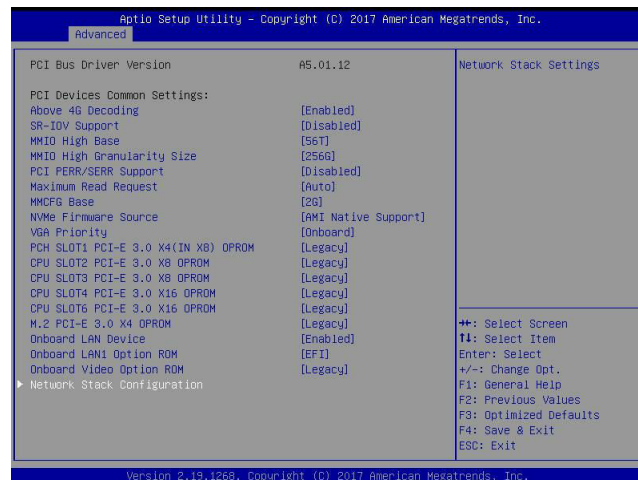 Aptio Setup Utility – Copyright (C) 2017 American Megatrends, Inc.
Advanced
PCI Bus Driver Version A5.01.12
PCI Devices Common Settings:
Above 4G Decoding [Enabled]
SR-IOV Support [Disabled]
MMIO High Base [56T]
MMIO High Granularity Size [256G]
PCI PERR/SERR Support [Disabled]
Maximum Read Request [Auto]
MMCFG Base [2G]
NVMe Firmware Source [AMI Native Support]
VGA Priority [Onboard]
PCH SLOT1 PCI-E 3.0 X4(IN X8) OPROM [Legacy]
CPU SLOT2 PCI-E 3.0 X8 OPROM [Legacy]
CPU SLOT3 PCI-E 3.0 X8 OPROM [Legacy]
CPU SLOT4 PCI-E 3.0 X16 OPROM [Legacy]
CPU SLOT6 PCI-E 3.0 X16 OPROM [Legacy]
M.2 PCI-E 3.0 X4 OPROM [Legacy]
Onboard LAN Device [Enabled]
Onboard LAN1 Option ROM [EFI]
Onboard Video Option ROM [Legacy]
Network Stack Configuration
Network Stack Settings
→←: Select Screen
↑↓: Select Item
Enter: Select
+/-: Change Opt.
F1: General Help
F2: Previous Values
F3: Optimized Defaults
F4: Save & Exit
ESC: Exit
Version 2.19.1268. Copyright (C) 2017 American Megatrends, Inc.